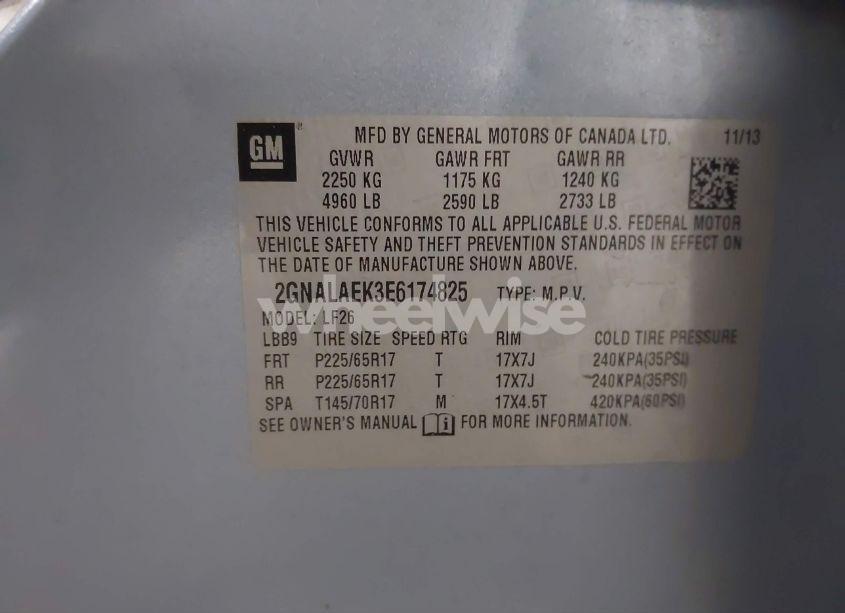 GM ® MFD BY GENERAL MOTORS OF CANADA LTD. 11/13
GVWR GAWR FRT GAWR RR
2250 KG 1175 KG 1240 KG
4960 LB 2590 LB 2733 LB
THIS VEHICLE CONFORMS TO ALL APPLICABLE U.S. FEDERAL MOTOR
VEHICLE SAFETY AND THEFT PREVENTION STANDARDS IN EFFECT ON
THE DATE OF MANUFACTURE SHOWN ABOVE.
2GNALAEK3E6174825 TYPE: M.P.V.
wheelwise
MODEL: LF26
LBB9 TIRE SIZE SPEED RTG RIM COLD TIRE PRESSURE
FRT P225/65R17 T 17X7J 240KPA(35PSI)
RR P225/65R17 T 17X7J 240KPA(35PSI)
SPA T145/70R17 M 17X4.5T 420KPA(60PSI)
SEE OWNER'S MANUAL FOR MORE INFORMATION.